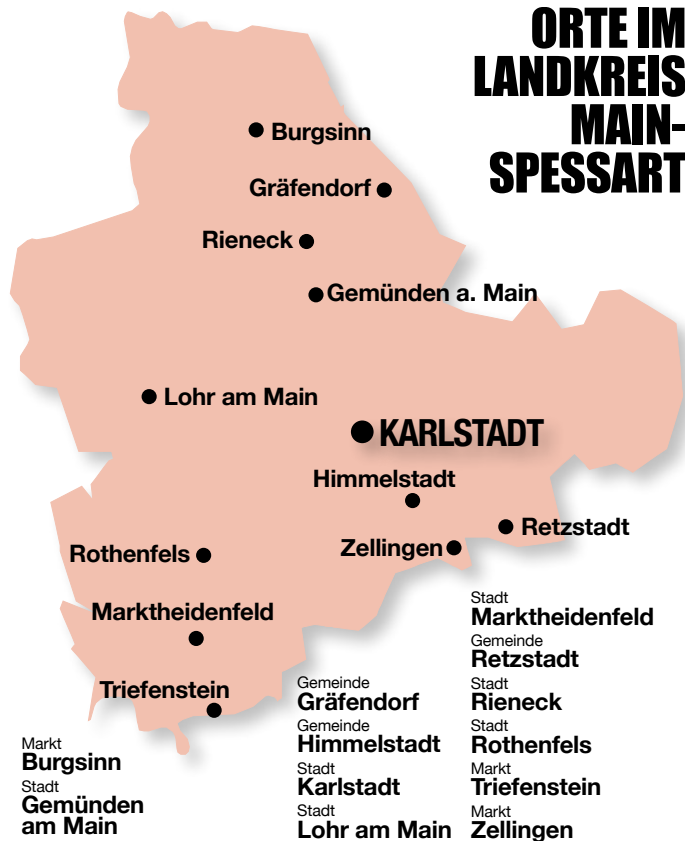 ORTE IM
LANDKREIS
MAIN-
SPESSART
Burgsinn
Gräfendorf
Rieneck
Gemünden a. Main
Lohr am Main
KARLSTADT
Himmelstadt
Retzstadt
Zellingen
Rothenfels
Marktheidenfeld
Triefenstein
Markt
Burgsinn
Stadt
Gemünden
am Main
Gemeinde
Gräfendorf
Gemeinde
Himmelstadt
Stadt
Karlstadt
Stadt
Lohr am Main
Stadt
Marktheidenfeld
Gemeinde
Retzstadt
Stadt
Rieneck
Stadt
Rothenfels
Markt
Triefenstein
Markt
Zellingen